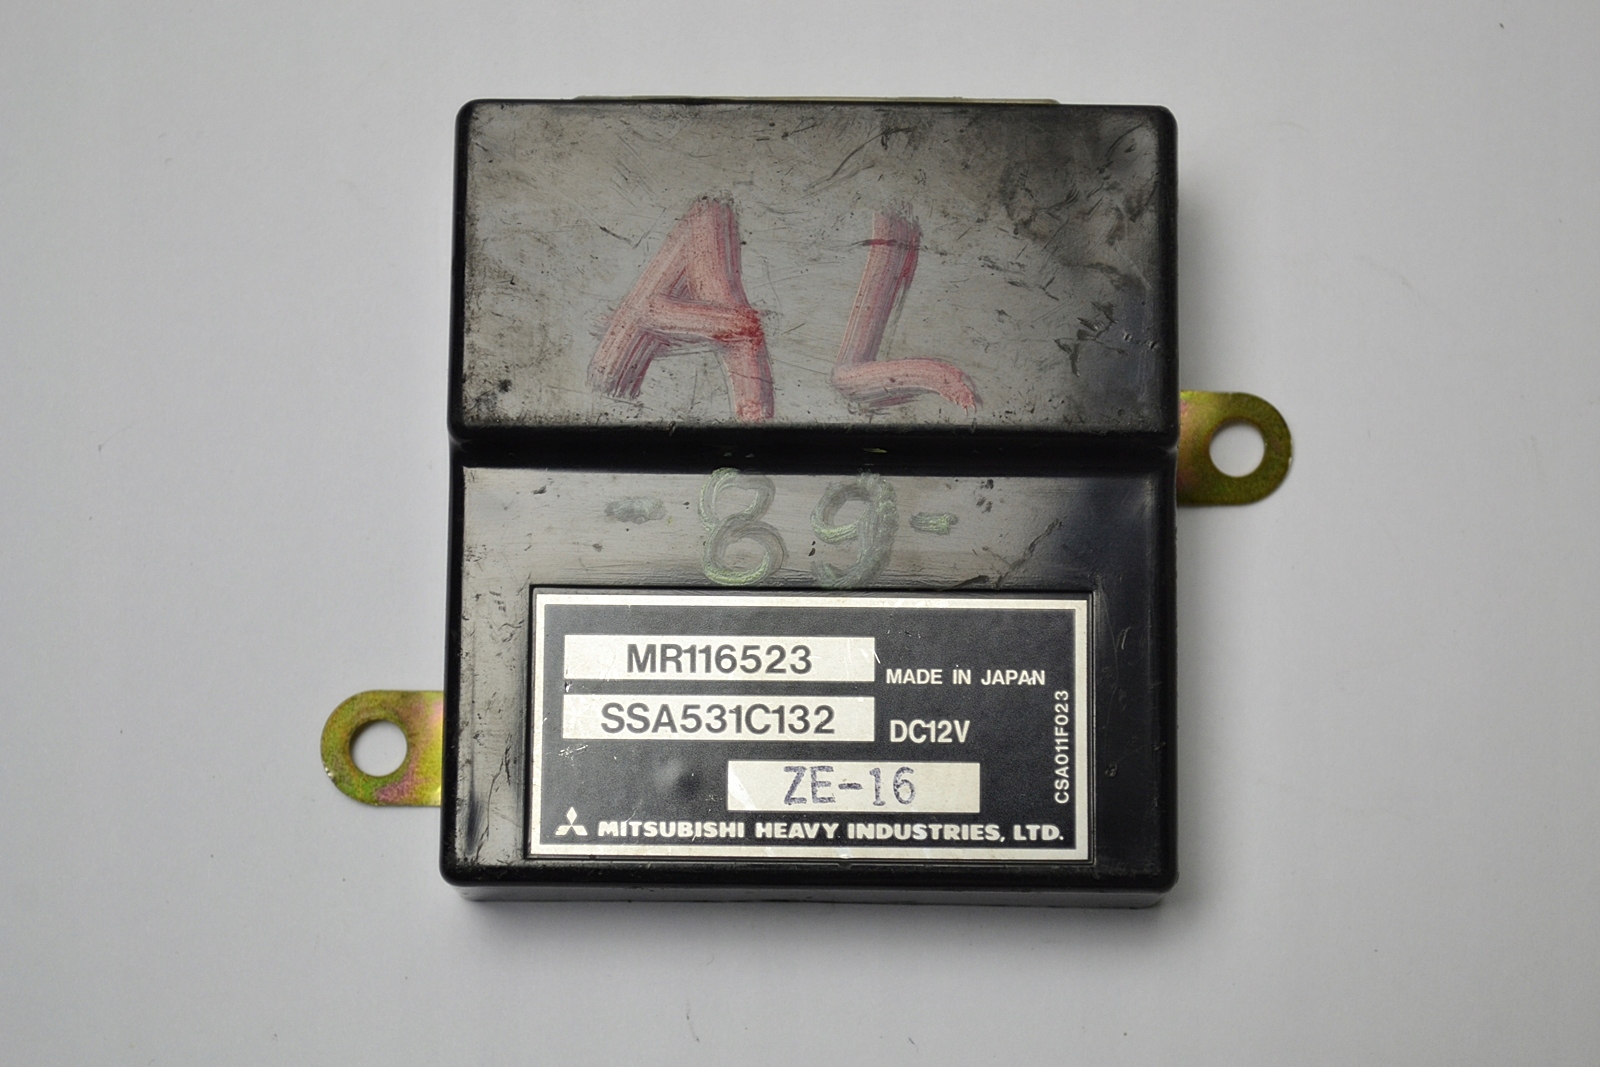 AL
-89-
MR116523
MADE IN JAPAN
SSA531C132
DC12V
CSA011F023
ZE-16
MITSUBISHI HEAVY INDUSTRIES, LTD.